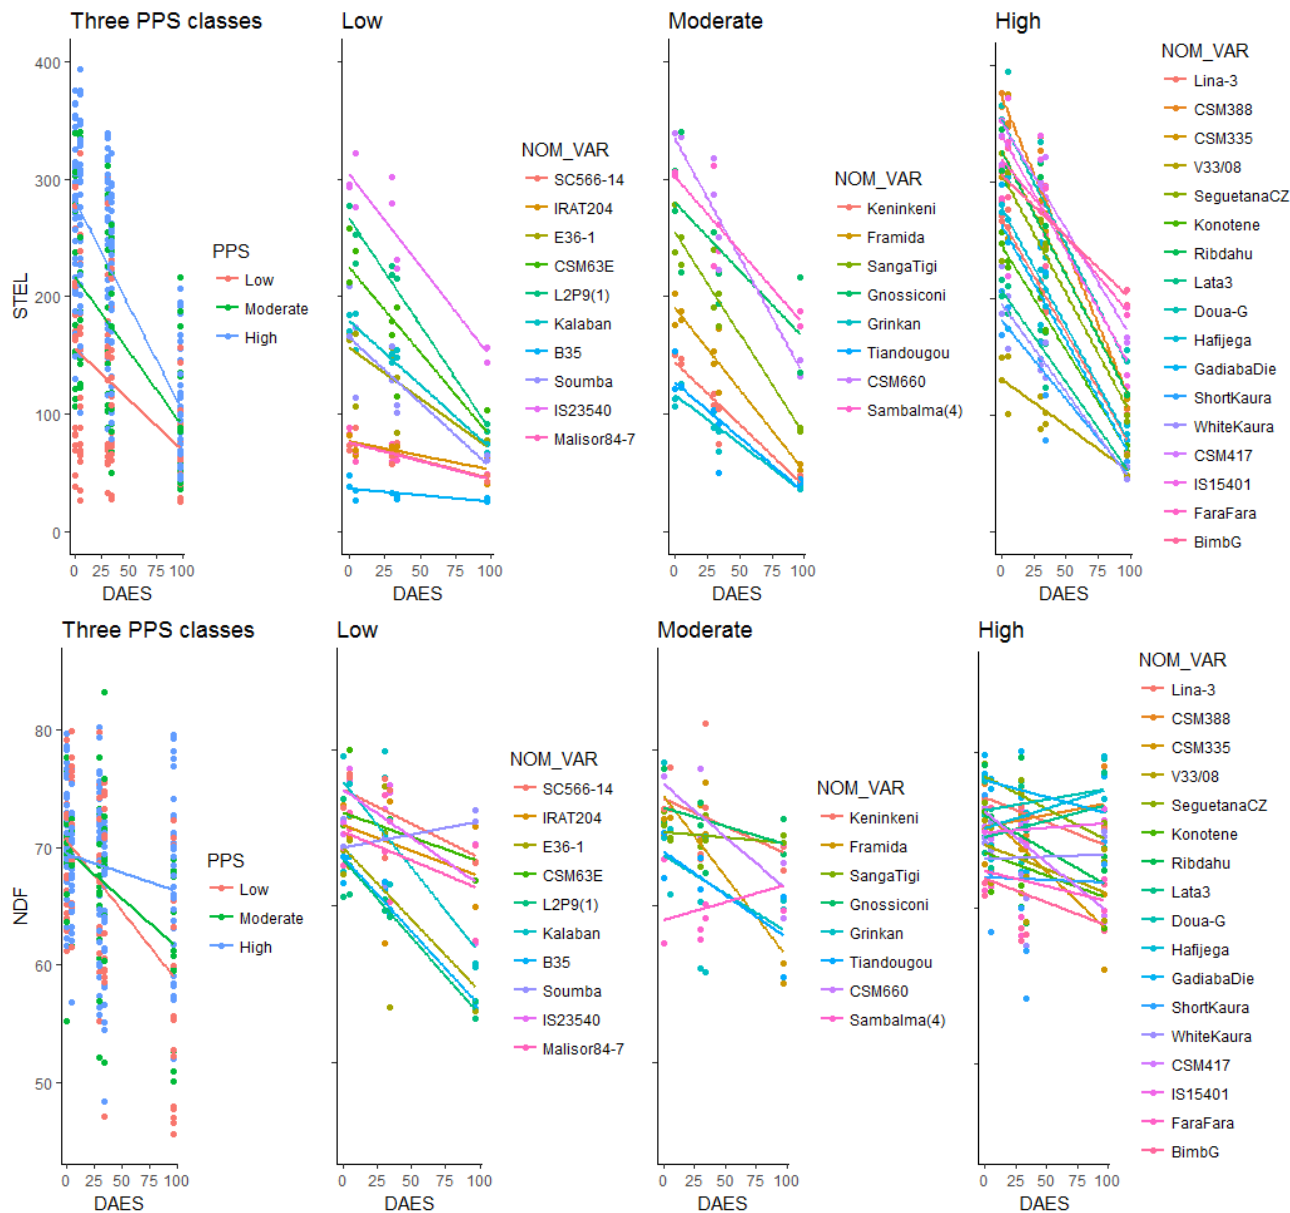 Three PPS classes
Low
Moderate
High
STEL
400
300
200
100
0
0 25 50 75 100
DAES
PPS
Low
Moderate
High
0 25 50 75 100
DAES
NOM_VAR
SC566-14
IRAT204
E36-1
CSM63E
L2P9(1)
Kalaban
B35
Soumba
IS23540
Malisor84-7
0 25 50 75 100
DAES
NOM_VAR
Keninkeni
Framida
SangaTigi
Gnossiconi
Grinkan
Tiandougou
CSM660
Sambalma(4)
0 25 50 75 100
DAES
NOM_VAR
Lina-3
CSM388
CSM335
V33/08
SeguetanaCZ
Konotene
Ribdahu
Lata3
Doua-G
Hafijega
GadiabaDie
ShortKaura
WhiteKaura
CSM417
IS15401
FaraFara
BimbG
Three PPS classes
Low
Moderate
High
NDF
80
70
60
50
0 25 50 75 100
DAES
PPS
Low
Moderate
High
0 25 50 75 100
DAES
NOM_VAR
SC566-14
IRAT204
E36-1
CSM63E
L2P9(1)
Kalaban
B35
Soumba
IS23540
Malisor84-7
0 25 50 75 100
DAES
NOM_VAR
Keninkeni
Framida
SangaTigi
Gnossiconi
Grinkan
Tiandougou
CSM660
Sambalma(4)
0 25 50 75 100
DAES
NOM_VAR
Lina-3
CSM388
CSM335
V33/08
SeguetanaCZ
Konotene
Ribdahu
Lata3
Doua-G
Hafijega
GadiabaDie
ShortKaura
WhiteKaura
CSM417
IS15401
FaraFara
BimbG